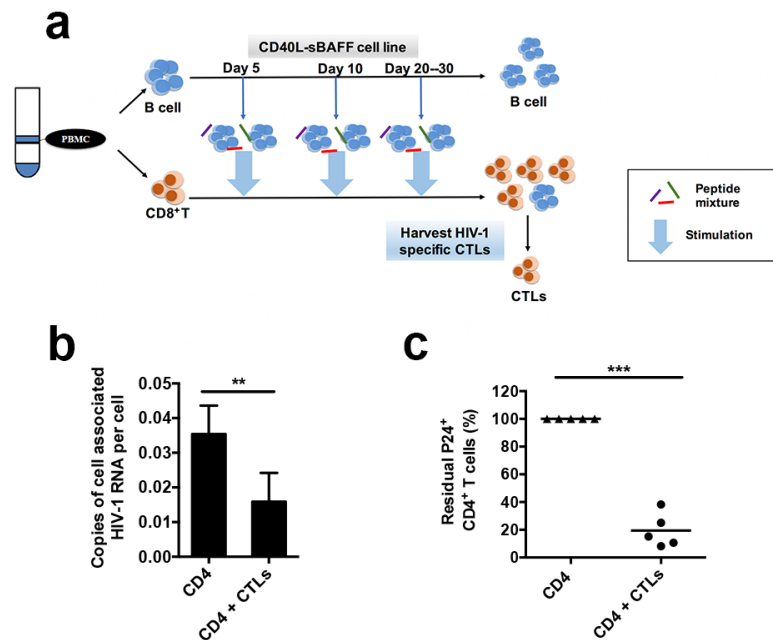 a
CD40L-sBAFF cell line
Day 5
Day 10
Day 20--30
B cell
B cell
PBMC
CD8+T
Harvest HIV-1
specific CTLs
CTLs
Peptide
mixture
Stimulation
b
Copies of cell associated
HIV-1 RNA per cell
0.05
0.04
0.03
0.02
0.01
0.00
**
CD4
CD4 + CTLs
c
Residual P24+
CD4+ T cells (%)
120
100
80
60
40
20
0
***
CD4
CD4 + CTLs